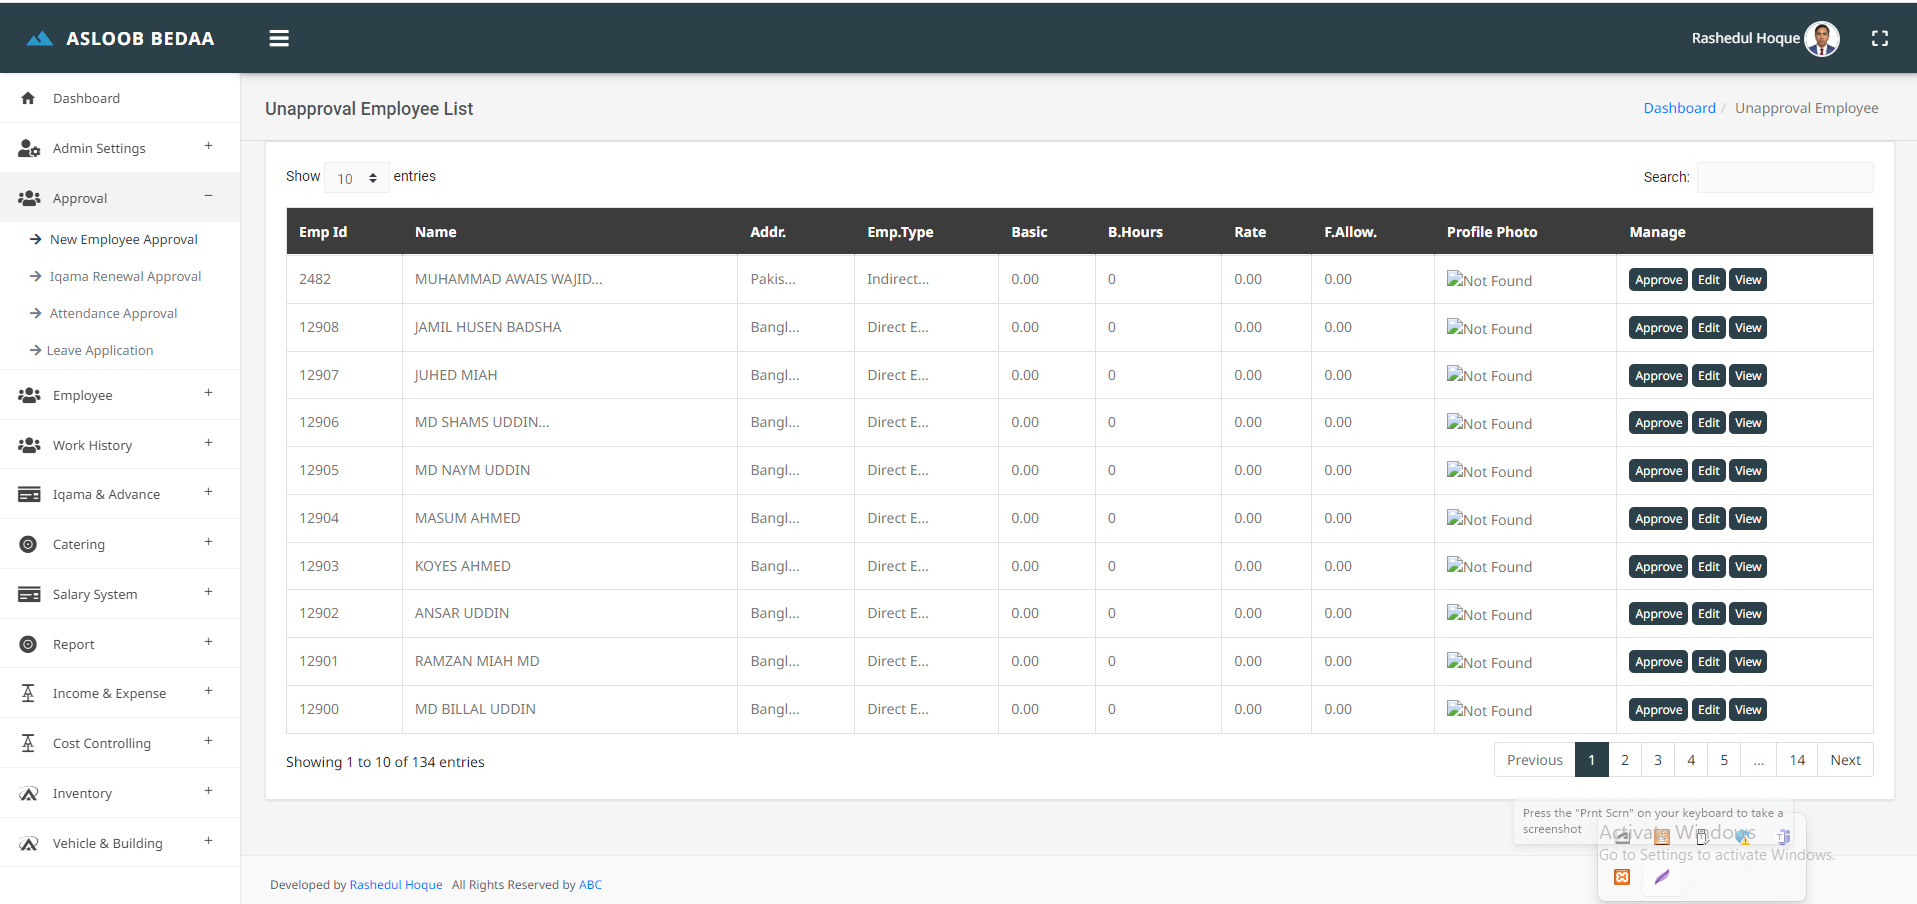 ASLOOB BEDAA
Rashedul Hoque
Dashboard
Admin Settings +
Approval −
New Employee Approval
Iqama Renewal Approval
Attendance Approval
Leave Application
Employee +
Work History +
Iqama & Advance +
Catering +
Salary System +
Report +
Income & Expense +
Cost Controlling +
Inventory +
Vehicle & Building +
Unapproval Employee List
Dashboard / Unapproval Employee
Show 10 entries
Search:
Emp Id Name Addr. Emp.Type Basic B.Hours Rate F.Allow. Profile Photo Manage
2482 MUHAMMAD AWAIS WAJID... Pakis... Indirect... 0.00 0 0.00 0.00 Not Found Approve Edit View
12908 JAMIL HUSEN BADSHA Bangl... Direct E... 0.00 0 0.00 0.00 Not Found Approve Edit View
12907 JUHED MIAH Bangl... Direct E... 0.00 0 0.00 0.00 Not Found Approve Edit View
12906 MD SHAMS UDDIN... Bangl... Direct E... 0.00 0 0.00 0.00 Not Found Approve Edit View
12905 MD NAYM UDDIN Bangl... Direct E... 0.00 0 0.00 0.00 Not Found Approve Edit View
12904 MASUM AHMED Bangl... Direct E... 0.00 0 0.00 0.00 Not Found Approve Edit View
12903 KOYES AHMED Bangl... Direct E... 0.00 0 0.00 0.00 Not Found Approve Edit View
12902 ANSAR UDDIN Bangl... Direct E... 0.00 0 0.00 0.00 Not Found Approve Edit View
12901 RAMZAN MIAH MD Bangl... Direct E... 0.00 0 0.00 0.00 Not Found Approve Edit View
12900 MD BILLAL UDDIN Bangl... Direct E... 0.00 0 0.00 0.00 Not Found Approve Edit View
Showing 1 to 10 of 134 entries
Previous 1 2 3 4 5 ... 14 Next
Press the "Prnt Scrn" on your keyboard to take a
screenshot
Activate Windows
Go to Settings to activate Windows.
Developed by Rashedul Hoque All Rights Reserved by ABC